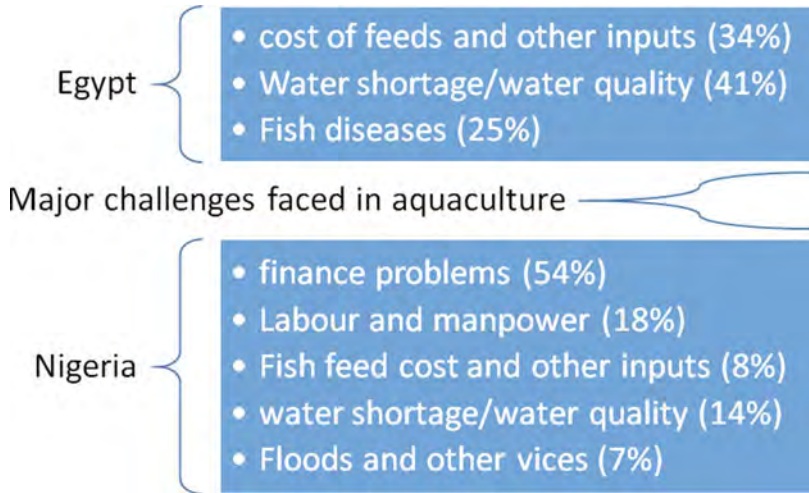 Egypt
• cost of feeds and other inputs (34%)
• Water shortage/water quality (41%)
• Fish diseases (25%)
Major challenges faced in aquaculture
Nigeria
• finance problems (54%)
• Labour and manpower (18%)
• Fish feed cost and other inputs (8%)
• water shortage/water quality (14%)
• Floods and other vices (7%)